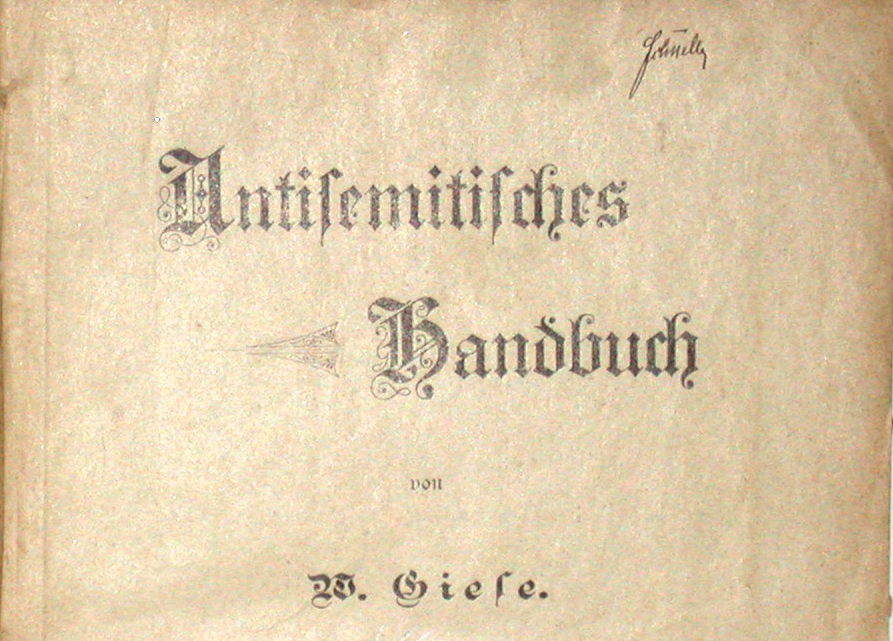 Antisemitisches
Handbuch
von
W. Giese.